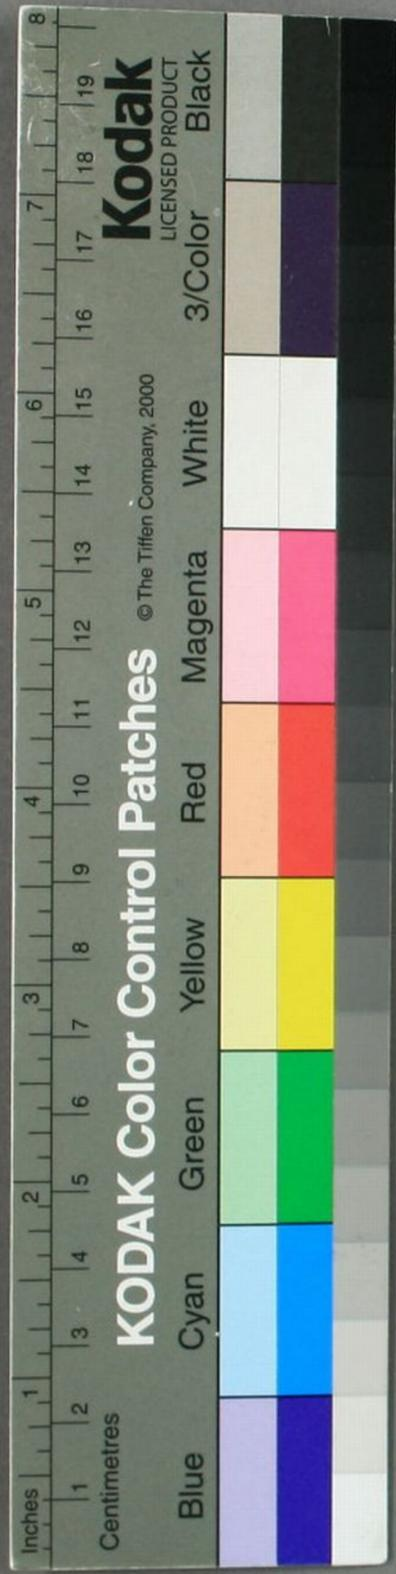 Inches 1 2 3 4 5 6 7 8
1 2 3 4 5 6 7 8 9 10 11 12 13 14 15 16 17 18 19
Centimetres
KODAK Color Control Patches © The Tiffen Company, 2000
Kodak
LICENSED PRODUCT
Blue Cyan Green Yellow Red Magenta White 3/Color Black